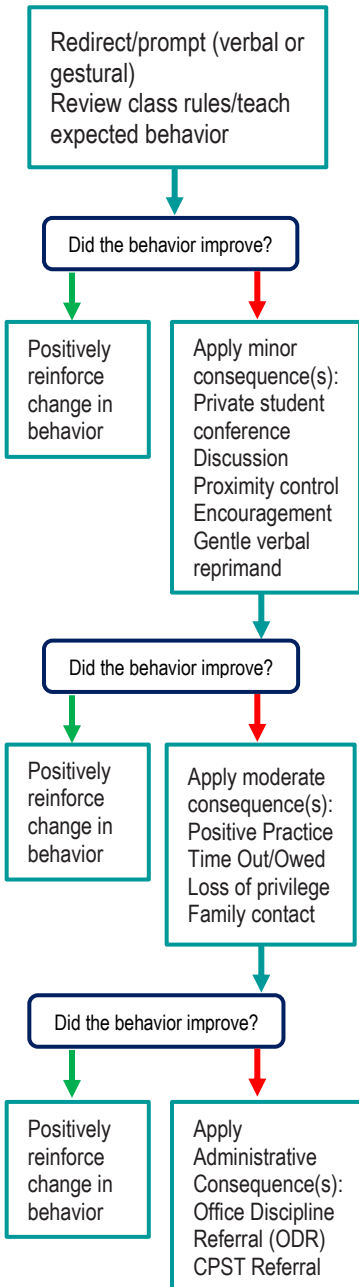 Redirect/prompt (verbal or
gestural)
Review class rules/teach
expected behavior
Did the behavior improve?
Positively
reinforce
change in
behavior
Apply minor
consequence(s):
Private student
conference
Discussion
Proximity control
Encouragement
Gentle verbal
reprimand
Did the behavior improve?
Positively
reinforce
change in
behavior
Apply moderate
consequence(s):
Positive Practice
Time Out/Owed
Loss of privilege
Family contact
Did the behavior improve?
Positively
reinforce
change in
behavior
Apply
Administrative
Consequence(s):
Office Discipline
Referral (ODR)
CPST Referral